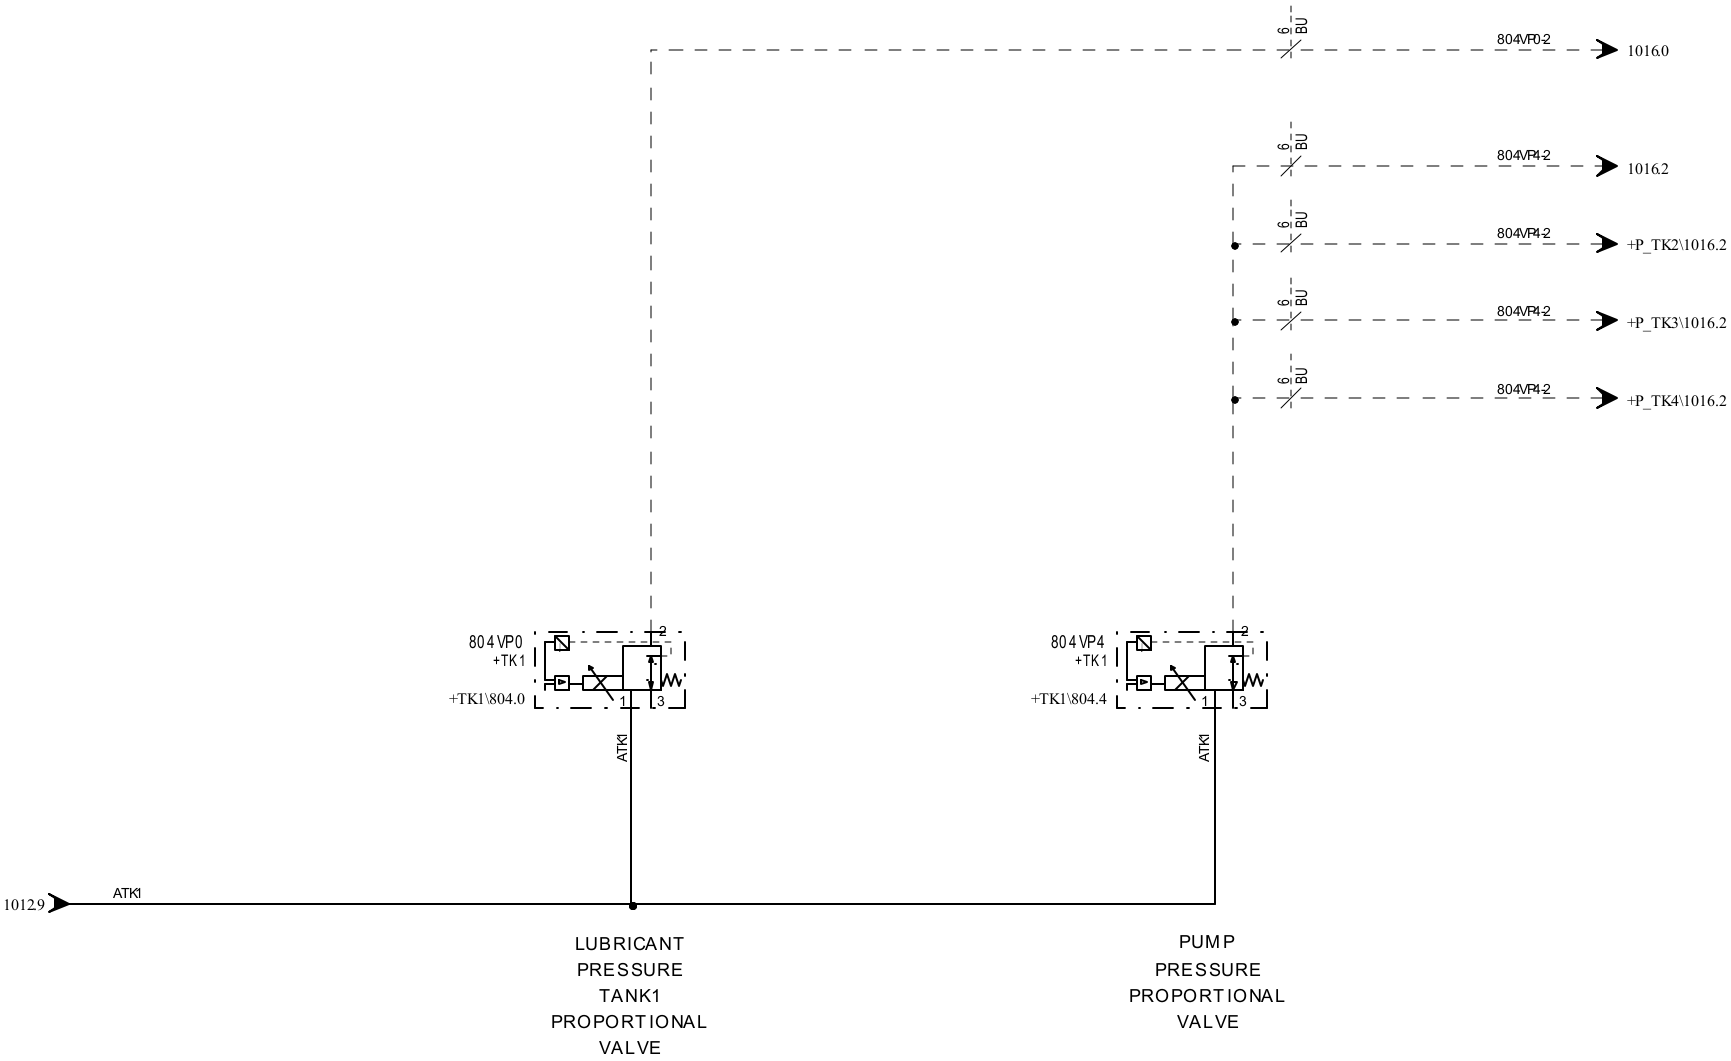 6
BU
804VP0-2
1016.0
6
BU
804VP4-2
1016.2
6
BU
804VP4-2
+P_TK2\1016.2
6
BU
804VP4-2
+P_TK3\1016.2
6
BU
804VP4-2
+P_TK4\1016.2
2
804VP0
+TK1
+TK1\804.0
1
3
2
804VP4
+TK1
+TK1\804.4
1
3
ATK1
ATK1
1012.9
ATK1
LUBRICANT
PRESSURE
TANK1
PROPORTIONAL
VALVE
PUMP
PRESSURE
PROPORTIONAL
VALVE